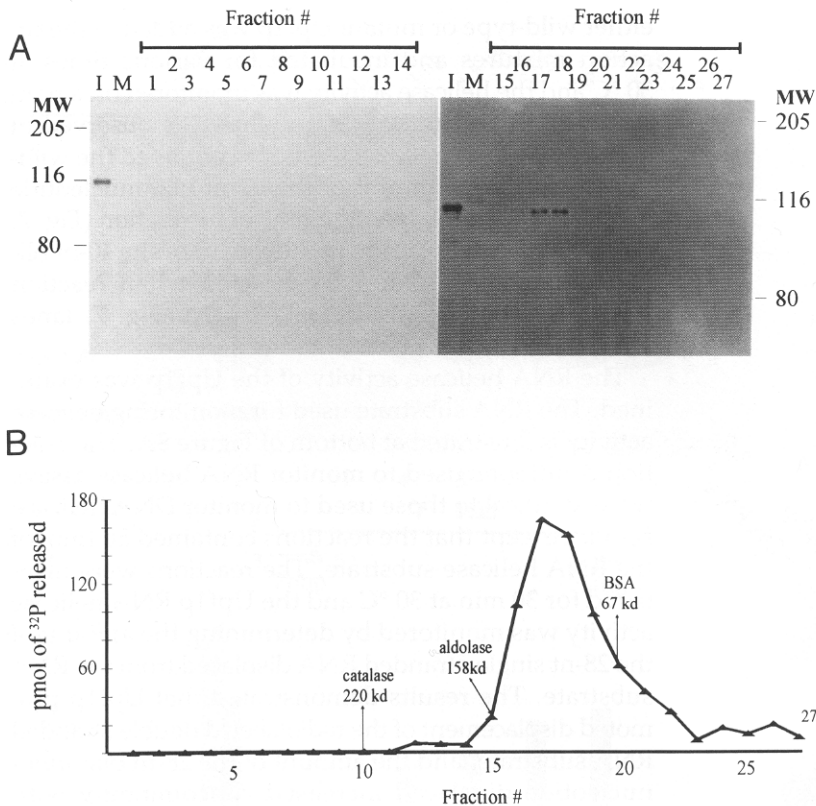 A
Fraction #
2 4 6 8 10 12 14
I M 1 3 5 7 9 11 13
MW
205
116
80
Fraction #
16 18 20 22 24 26
I M 15 17 19 21 23 25 27
MW
205
116
80
B
pmol of ³²P released
180
140
100
60
20
catalase
220 kd
aldolase
158kd
BSA
67 kd
27
5 10 15 20 25
Fraction #